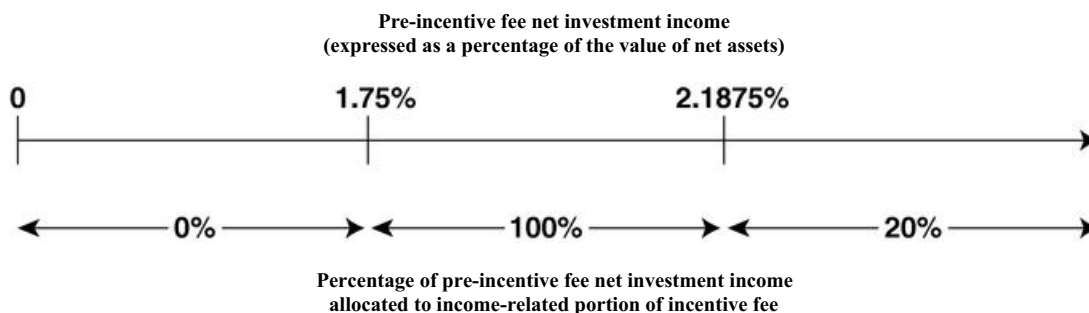 Pre-incentive fee net investment income
(expressed as a percentage of the value of net assets)
0 1.75% 2.1875%
0% 100% 20%
Percentage of pre-incentive fee net investment income
allocated to income-related portion of incentive fee